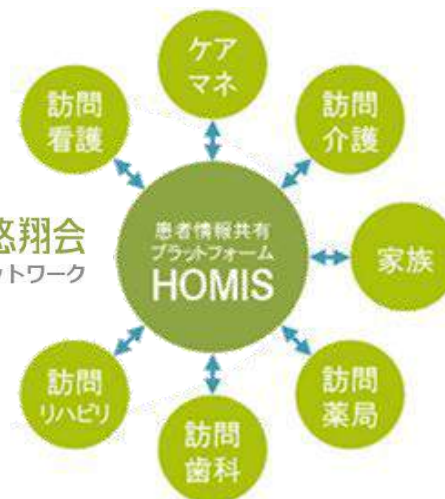 ケア
マネ
訪問
看護
訪問
介護
悠翔会
ットワーク
患者情報共有
プラットフォーム
HOMIS
家族
訪問
リハビリ
訪問
薬局
訪問
歯科